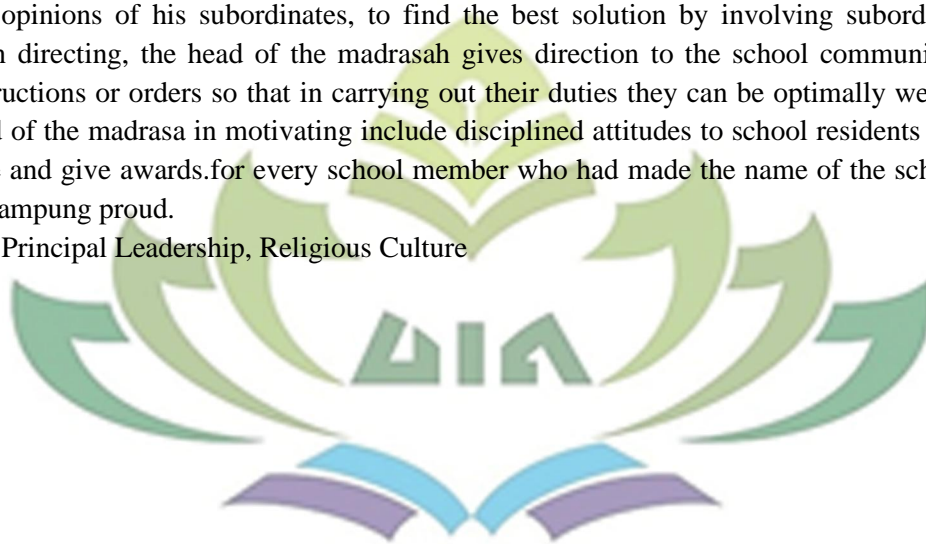 opinions of his subordinates, to find the best solution by involving subord
directing, the head of the madrasah gives direction to the school communi
ructions or orders so that in carrying out their duties they can be optimally we
d of the madrasa in motivating include disciplined attitudes to school residents
and give awards.for every school member who had made the name of the sch
ampung proud.
Principal Leadership, Religious Culture
UIN